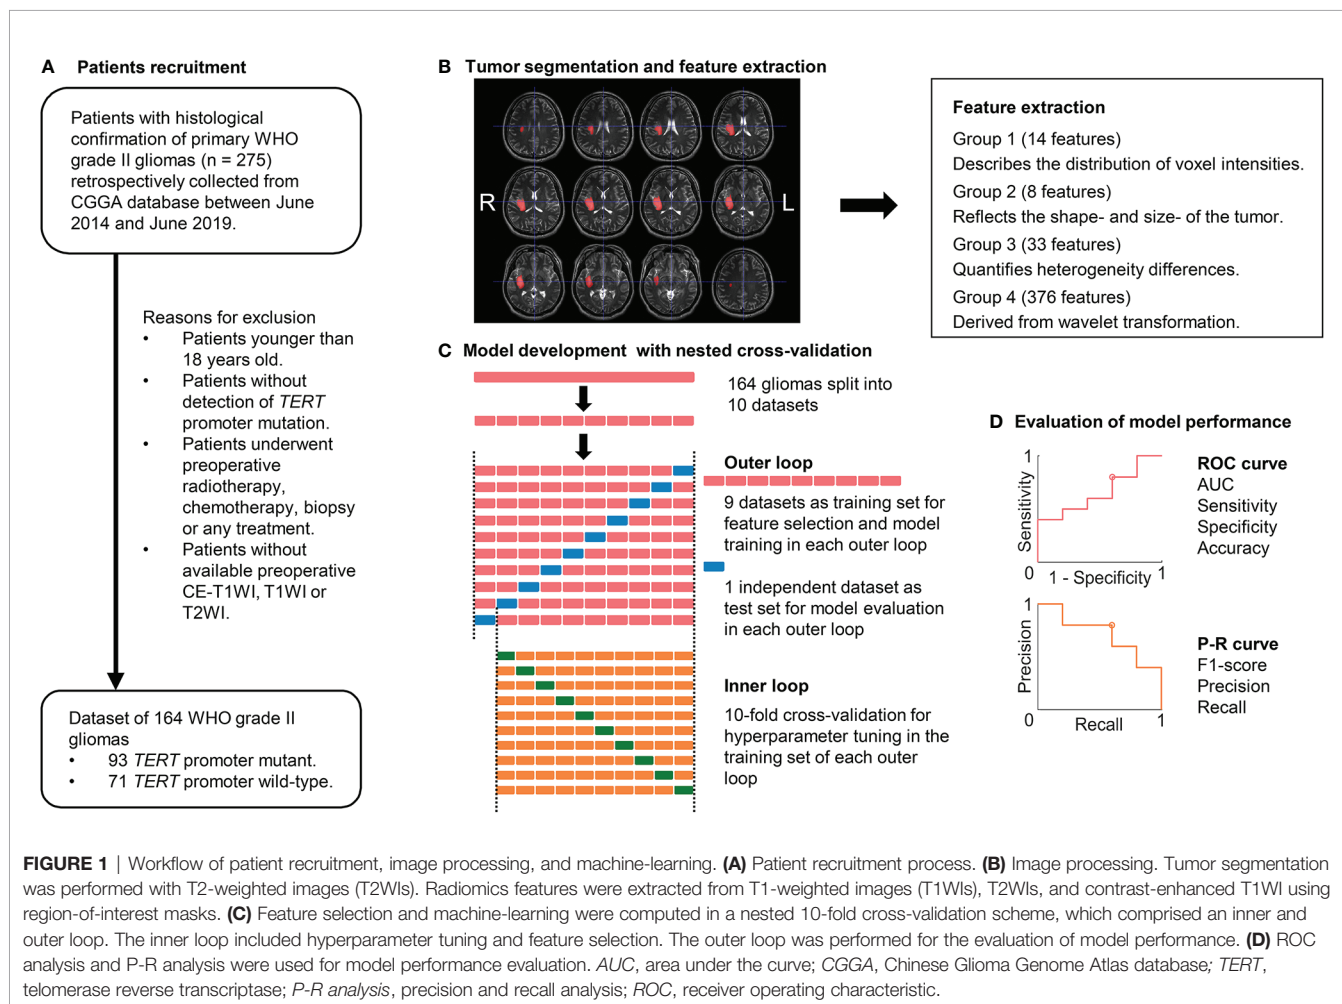 A Patients recruitment
Patients with histological
confirmation of primary WHO
grade II gliomas (n = 275)
retrospectively collected from
CGGA database between June
2014 and June 2019.
Reasons for exclusion
• Patients younger than
18 years old.
• Patients without
detection of TERT
promoter mutation.
• Patients underwent
preoperative
radiotherapy,
chemotherapy, biopsy
or any treatment.
• Patients without
available preoperative
CE-T1WI, T1WI or
T2WI.
Dataset of 164 WHO grade II
gliomas
• 93 TERT promoter mutant.
• 71 TERT promoter wild-type.
B Tumor segmentation and feature extraction
R
L
Feature extraction
Group 1 (14 features)
Describes the distribution of voxel intensities.
Group 2 (8 features)
Reflects the shape- and size- of the tumor.
Group 3 (33 features)
Quantifies heterogeneity differences.
Group 4 (376 features)
Derived from wavelet transformation.
C Model development with nested cross-validation
164 gliomas split into
10 datasets
Outer loop
9 datasets as training set for
feature selection and model
training in each outer loop
1 independent dataset as
test set for model evaluation
in each outer loop
Inner loop
10-fold cross-validation for
hyperparameter tuning in the
training set of each outer
loop
D Evaluation of model performance
1
Sensitivity
0
1 - Specificity 1
ROC curve
AUC
Sensitivity
Specificity
Accuracy
1
Precision
0
Recall 1
P-R curve
F1-score
Precision
Recall
FIGURE 1 | Workflow of patient recruitment, image processing, and machine-learning. (A) Patient recruitment process. (B) Image processing. Tumor segmentation
was performed with T2-weighted images (T2WIs). Radiomics features were extracted from T1-weighted images (T1WIs), T2WIs, and contrast-enhanced T1WI using
region-of-interest masks. (C) Feature selection and machine-learning were computed in a nested 10-fold cross-validation scheme, which comprised an inner and
outer loop. The inner loop included hyperparameter tuning and feature selection. The outer loop was performed for the evaluation of model performance. (D) ROC
analysis and P-R analysis were used for model performance evaluation. AUC, area under the curve; CGGA, Chinese Glioma Genome Atlas database; TERT,
telomerase reverse transcriptase; P-R analysis, precision and recall analysis; ROC, receiver operating characteristic.